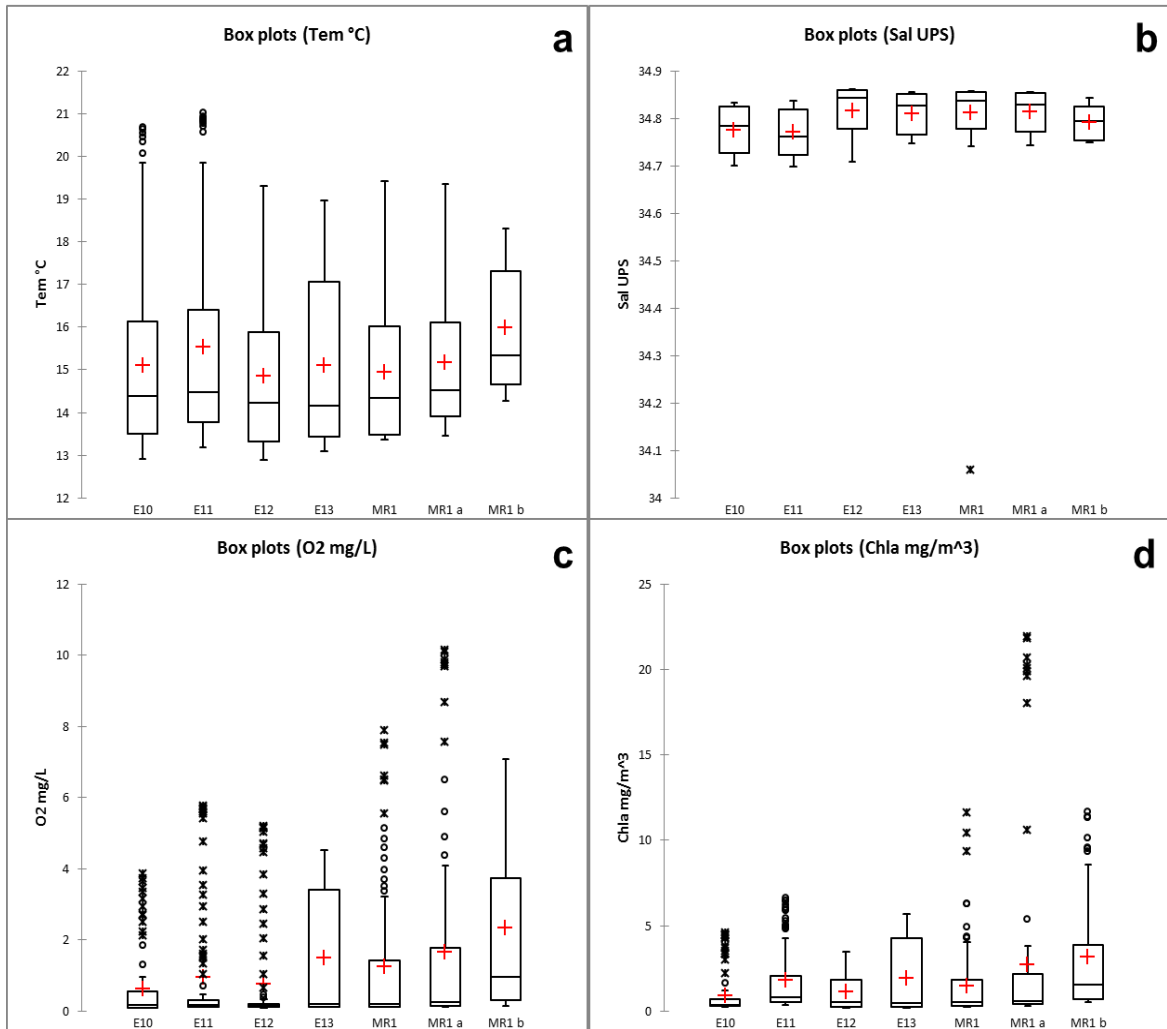 Box plots (Tem °C)
a
22
21
20
19
18
17
16
15
14
13
12
Tem °C
E10 E11 E12 E13 MR1 MR1 a MR1 b
Box plots (Sal UPS)
b
34.9
34.8
34.7
34.6
34.5
34.4
34.3
34.2
34.1
34
Sal UPS
E10 E11 E12 E13 MR1 MR1 a MR1 b
Box plots (O2 mg/L)
c
12
10
8
6
4
2
0
O2 mg/L
E10 E11 E12 E13 MR1 MR1 a MR1 b
Box plots (Chla mg/m^3)
d
25
20
15
10
5
0
Chla mg/m^3
E10 E11 E12 E13 MR1 MR1 a MR1 b